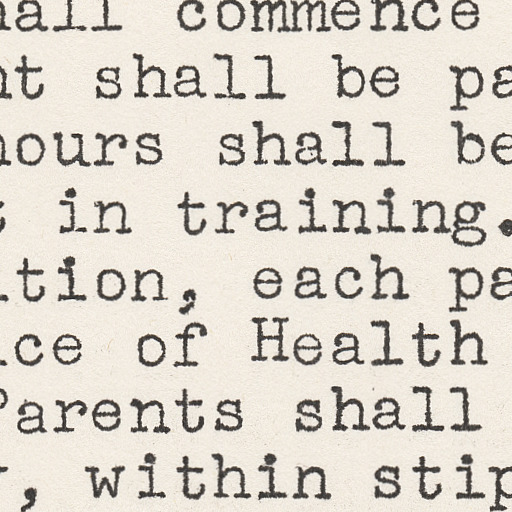 hall commence
nt shall be pa
hours shall be
t in training.
ition, each pa
ice of Health
Parents shall
, within stip